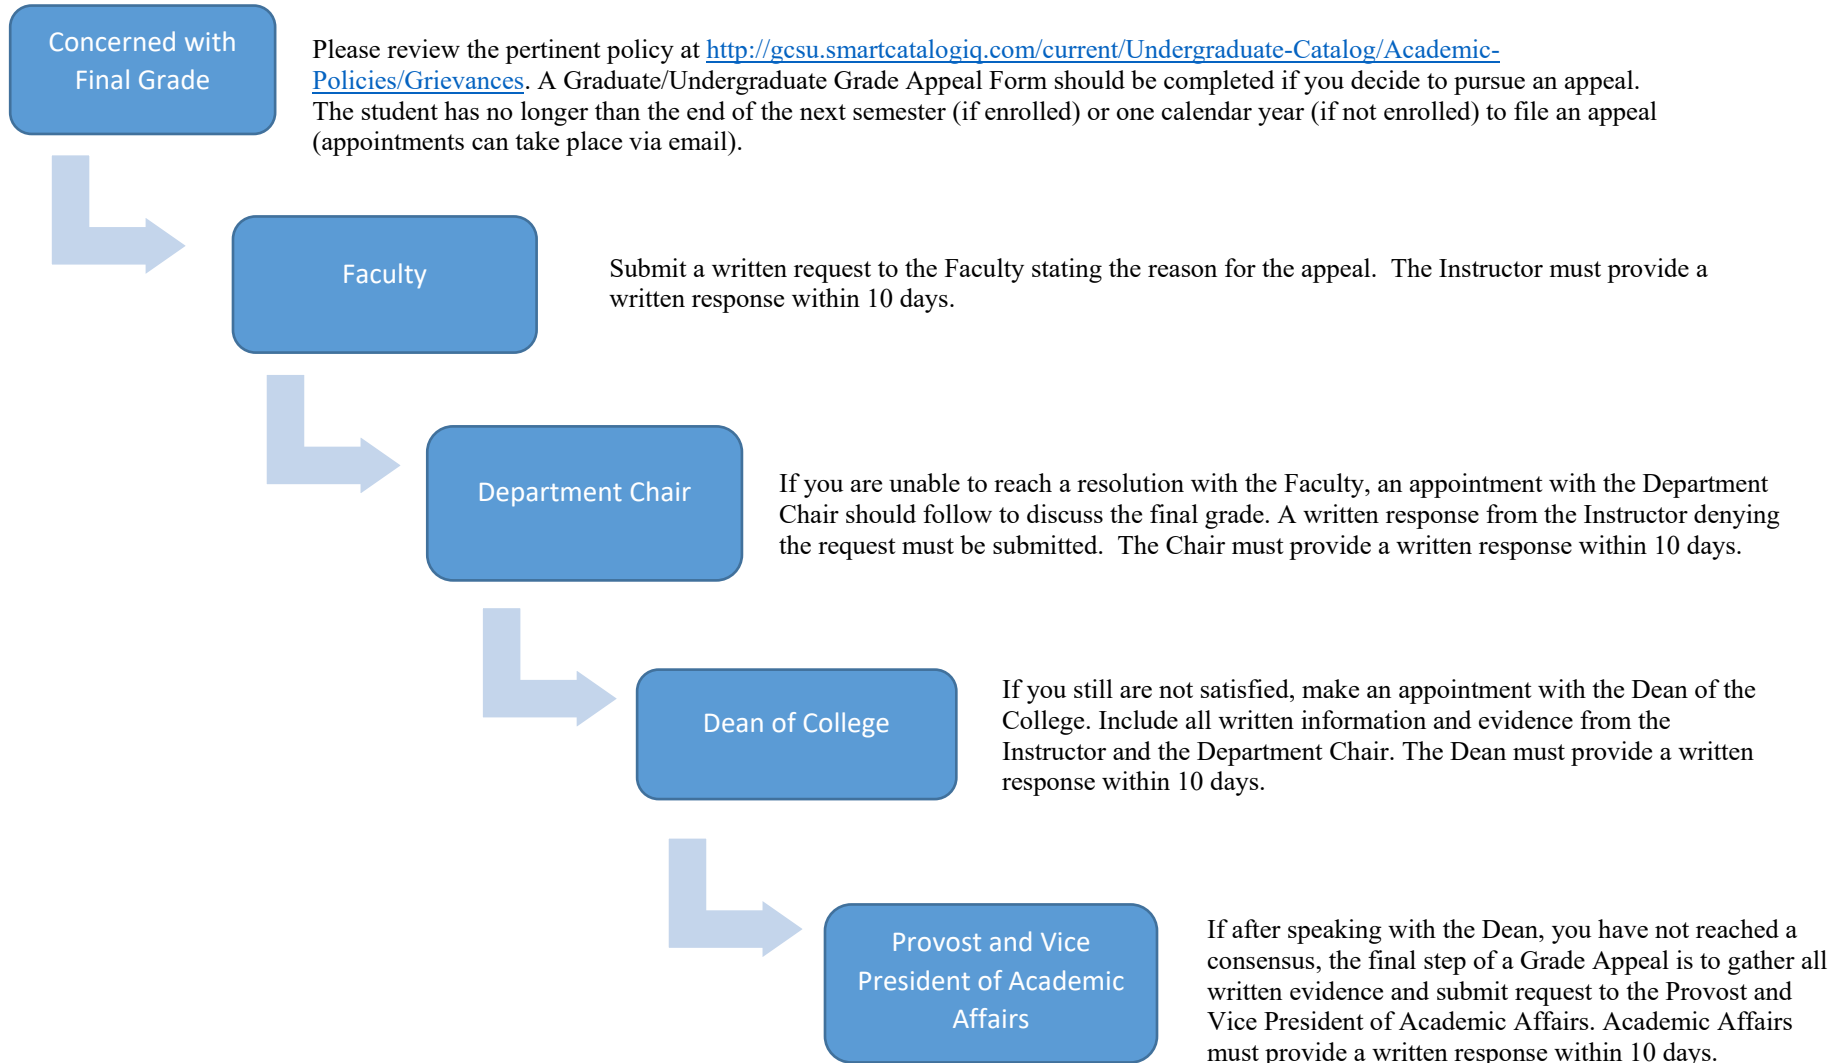 Concerned with
Final Grade
Please review the pertinent policy at http://gcsu.smartcatalogiq.com/current/Undergraduate-Catalog/Academic-
Policies/Grievances. A Graduate/Undergraduate Grade Appeal Form should be completed if you decide to pursue an appeal.
The student has no longer than the end of the next semester (if enrolled) or one calendar year (if not enrolled) to file an appeal
(appointments can take place via email).
Faculty
Submit a written request to the Faculty stating the reason for the appeal.  The Instructor must provide a
written response within 10 days.
Department Chair
If you are unable to reach a resolution with the Faculty, an appointment with the Department
Chair should follow to discuss the final grade. A written response from the Instructor denying
the request must be submitted.  The Chair must provide a written response within 10 days.
Dean of College
If you still are not satisfied, make an appointment with the Dean of the
College. Include all written information and evidence from the
Instructor and the Department Chair. The Dean must provide a written
response within 10 days.
Provost and Vice
President of Academic
Affairs
If after speaking with the Dean, you have not reached a
consensus, the final step of a Grade Appeal is to gather all
written evidence and submit request to the Provost and
Vice President of Academic Affairs. Academic Affairs
must provide a written response within 10 days.